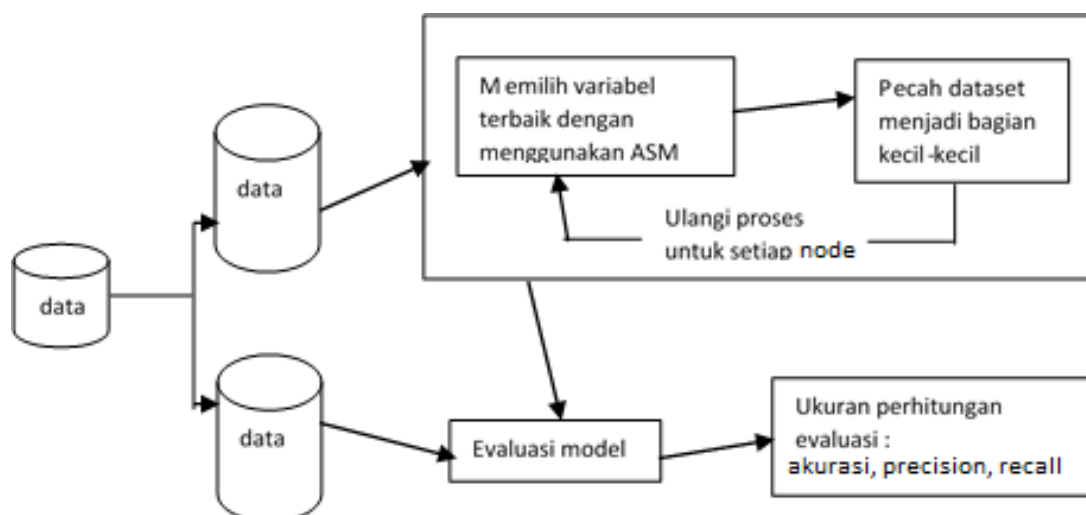 data
data
data
M emilih variabel
terbaik dengan
menggunakan ASM
Pecah dataset
menjadi bagian
kecil-kecil
Ulangi proses
untuk setiap node
Evaluasi model
Ukuran perhitungan
evaluasi :
akurasi, precision, recall